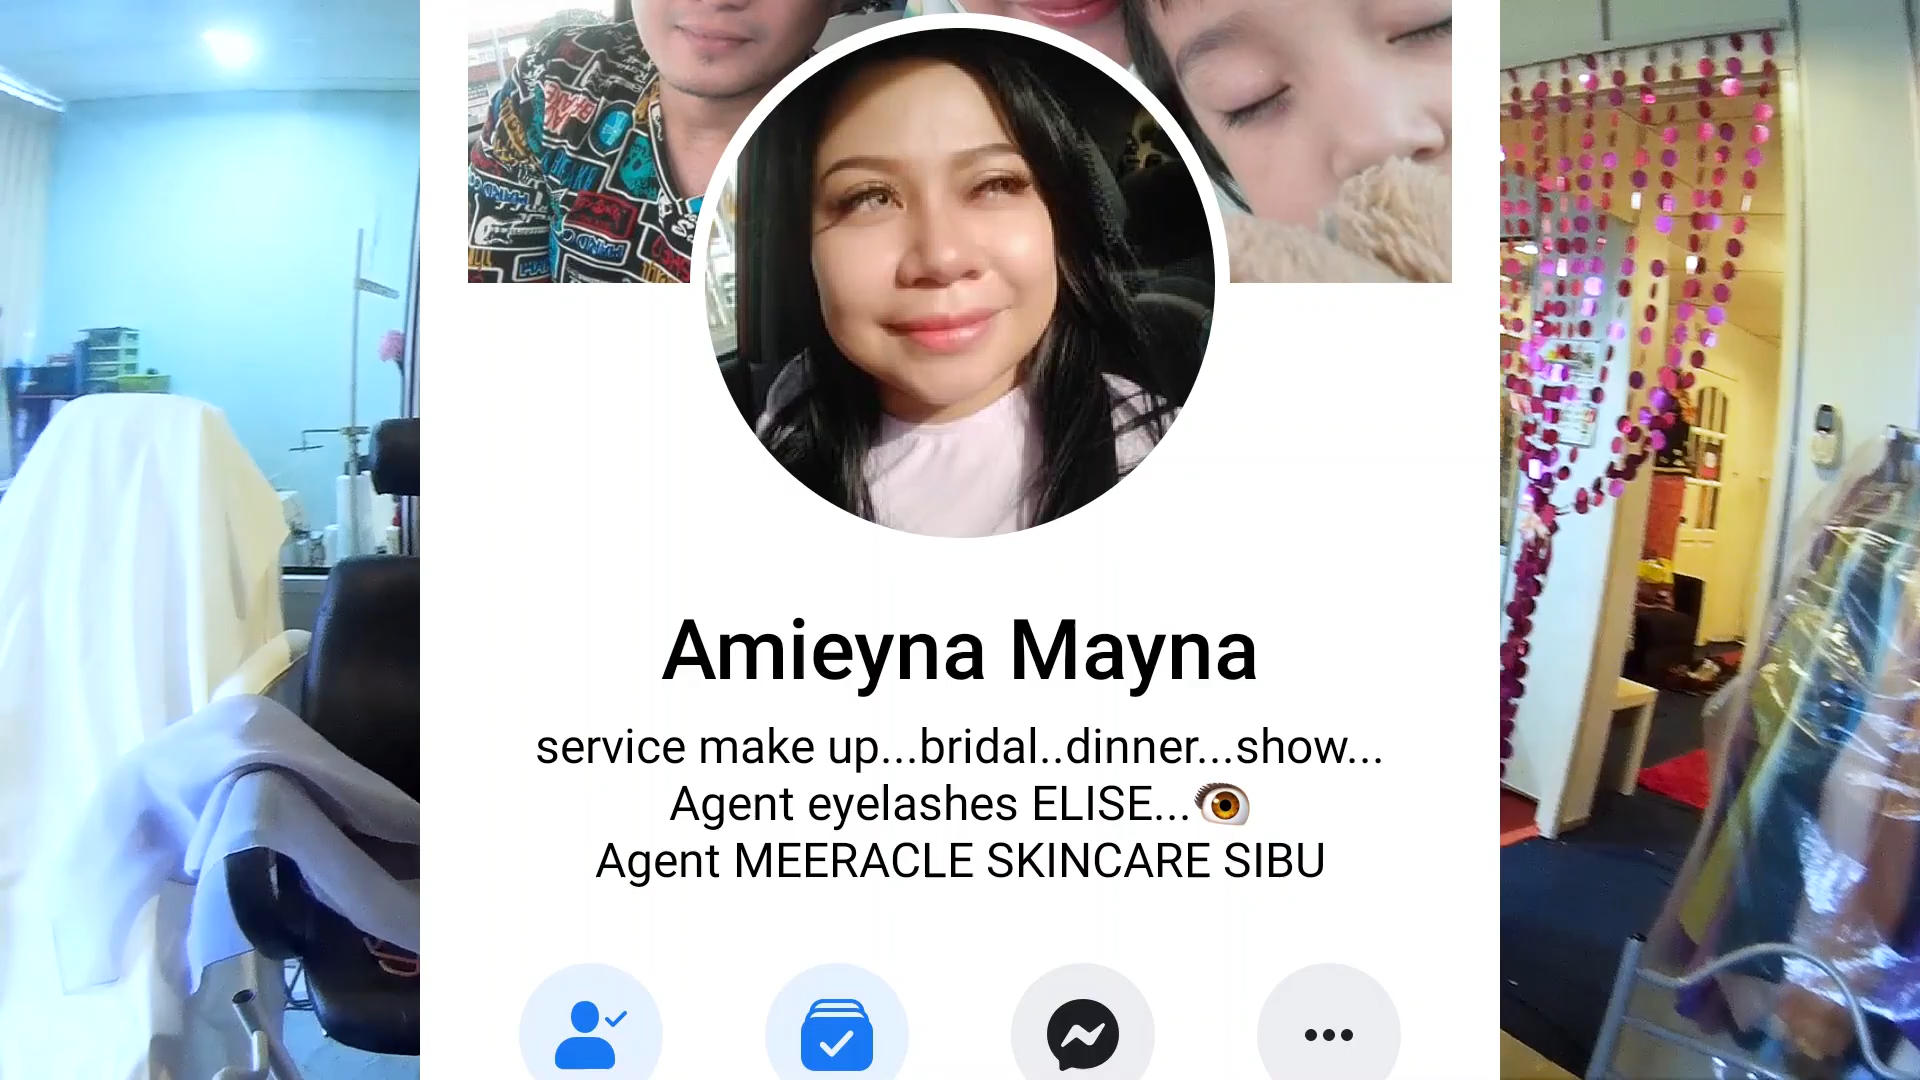 Amieyna Mayna
service make up...bridal..dinner...show...
Agent eyelashes ELISE...👁
Agent MEERACLE SKINCARE SIBU